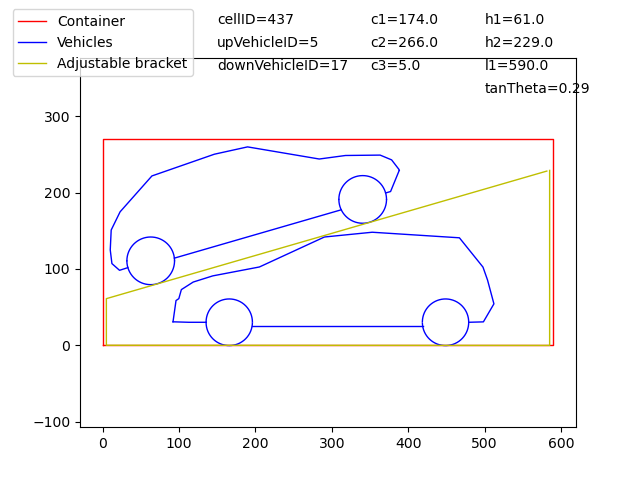 Container
Vehicles
Adjustable bracket
cellID=437
upVehicleID=5
downVehicleID=17
c1=174.0
c2=266.0
c3=5.0
h1=61.0
h2=229.0
l1=590.0
tanTheta=0.29
300
200
100
0
−100
0 100 200 300 400 500 600